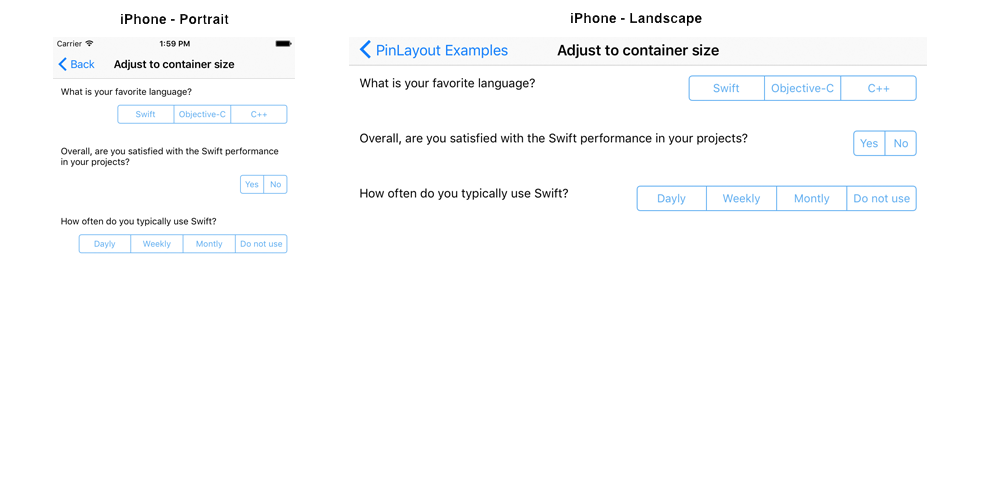 iPhone - Portrait
Carrier 1:59 PM
Back Adjust to container size
What is your favorite language?
Swift Objective-C C++
Overall, are you satisfied with the Swift performance
in your projects?
Yes No
How often do you typically use Swift?
Dayly Weekly Montly Do not use
iPhone - Landscape
PinLayout Examples Adjust to container size
What is your favorite language? Swift Objective-C C++
Overall, are you satisfied with the Swift performance in your projects? Yes No
How often do you typically use Swift? Dayly Weekly Montly Do not use